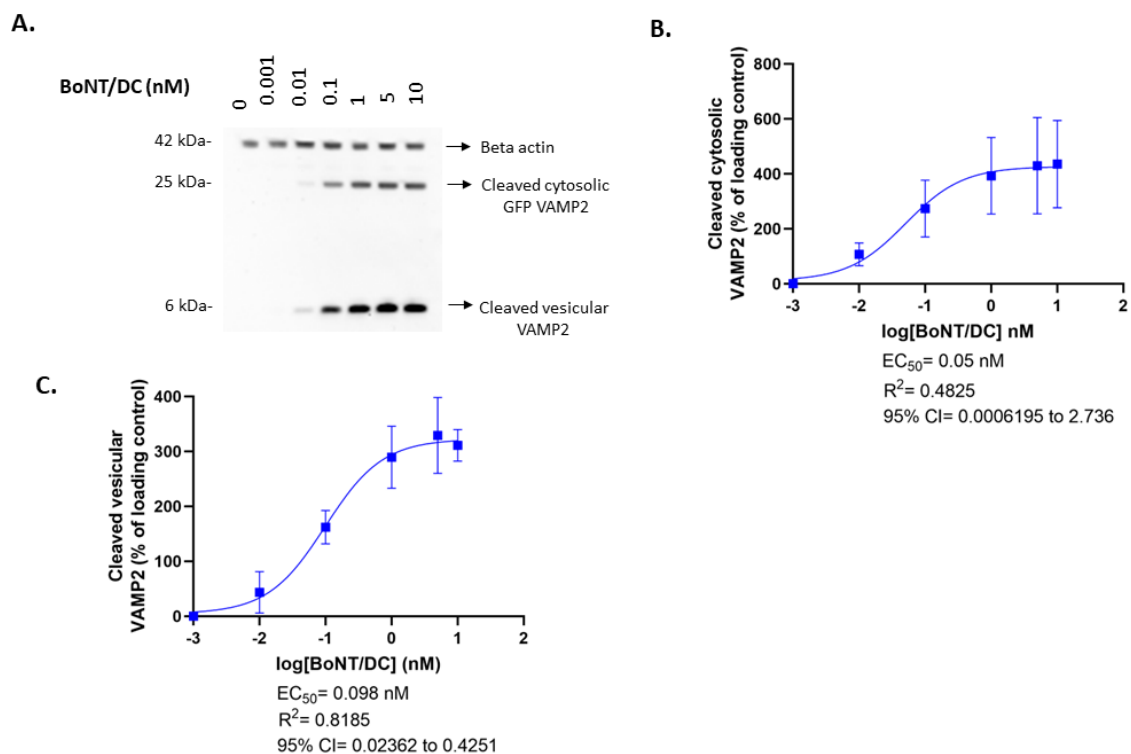 A.
BoNT/DC (nM)
0
0.001
0.01
0.1
1
5
10
42 kDa-
25 kDa-
6 kDa-
Beta actin
Cleaved cytosolic
GFP VAMP2
Cleaved vesicular
VAMP2
B.
Cleaved cytosolic
VAMP2 (% of loading control)
800
600
400
200
0
-3 -2 -1 0 1 2
log[BoNT/DC] nM
EC50= 0.05 nM
R2= 0.4825
95% CI= 0.0006195 to 2.736
C.
Cleaved vesicular
VAMP2 (% of loading control)
400
300
200
100
0
-3 -2 -1 0 1 2
log[BoNT/DC] (nM)
EC50= 0.098 nM
R2= 0.8185
95% CI= 0.02362 to 0.4251